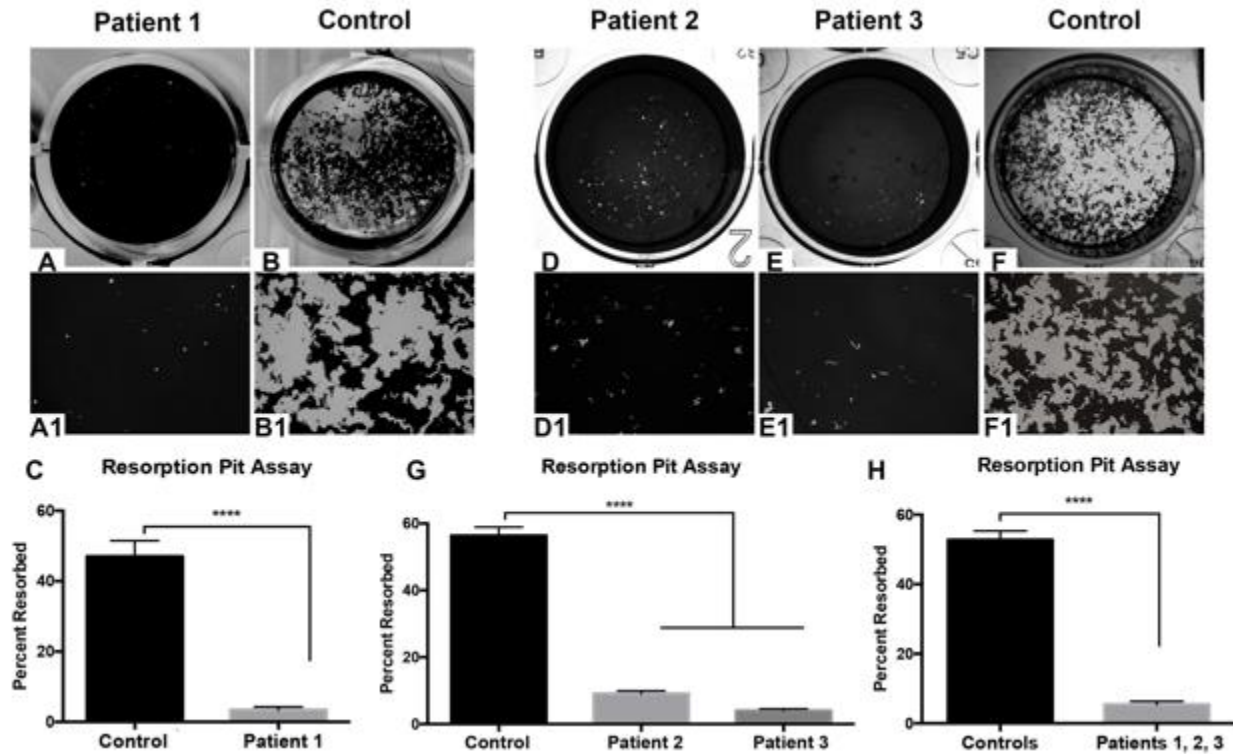 Patient 1 Control Patient 2 Patient 3 Control
A B D E F
2
A1 B1 D1 E1 F1
C Resorption Pit Assay G Resorption Pit Assay H Resorption Pit Assay
Percent Resorbed
60
40
20
0
****
Control Patient 1
Percent Resorbed
60
40
20
0
****
Control Patient 2 Patient 3
Percent Resorbed
60
40
20
0
****
Controls Patients 1, 2, 3